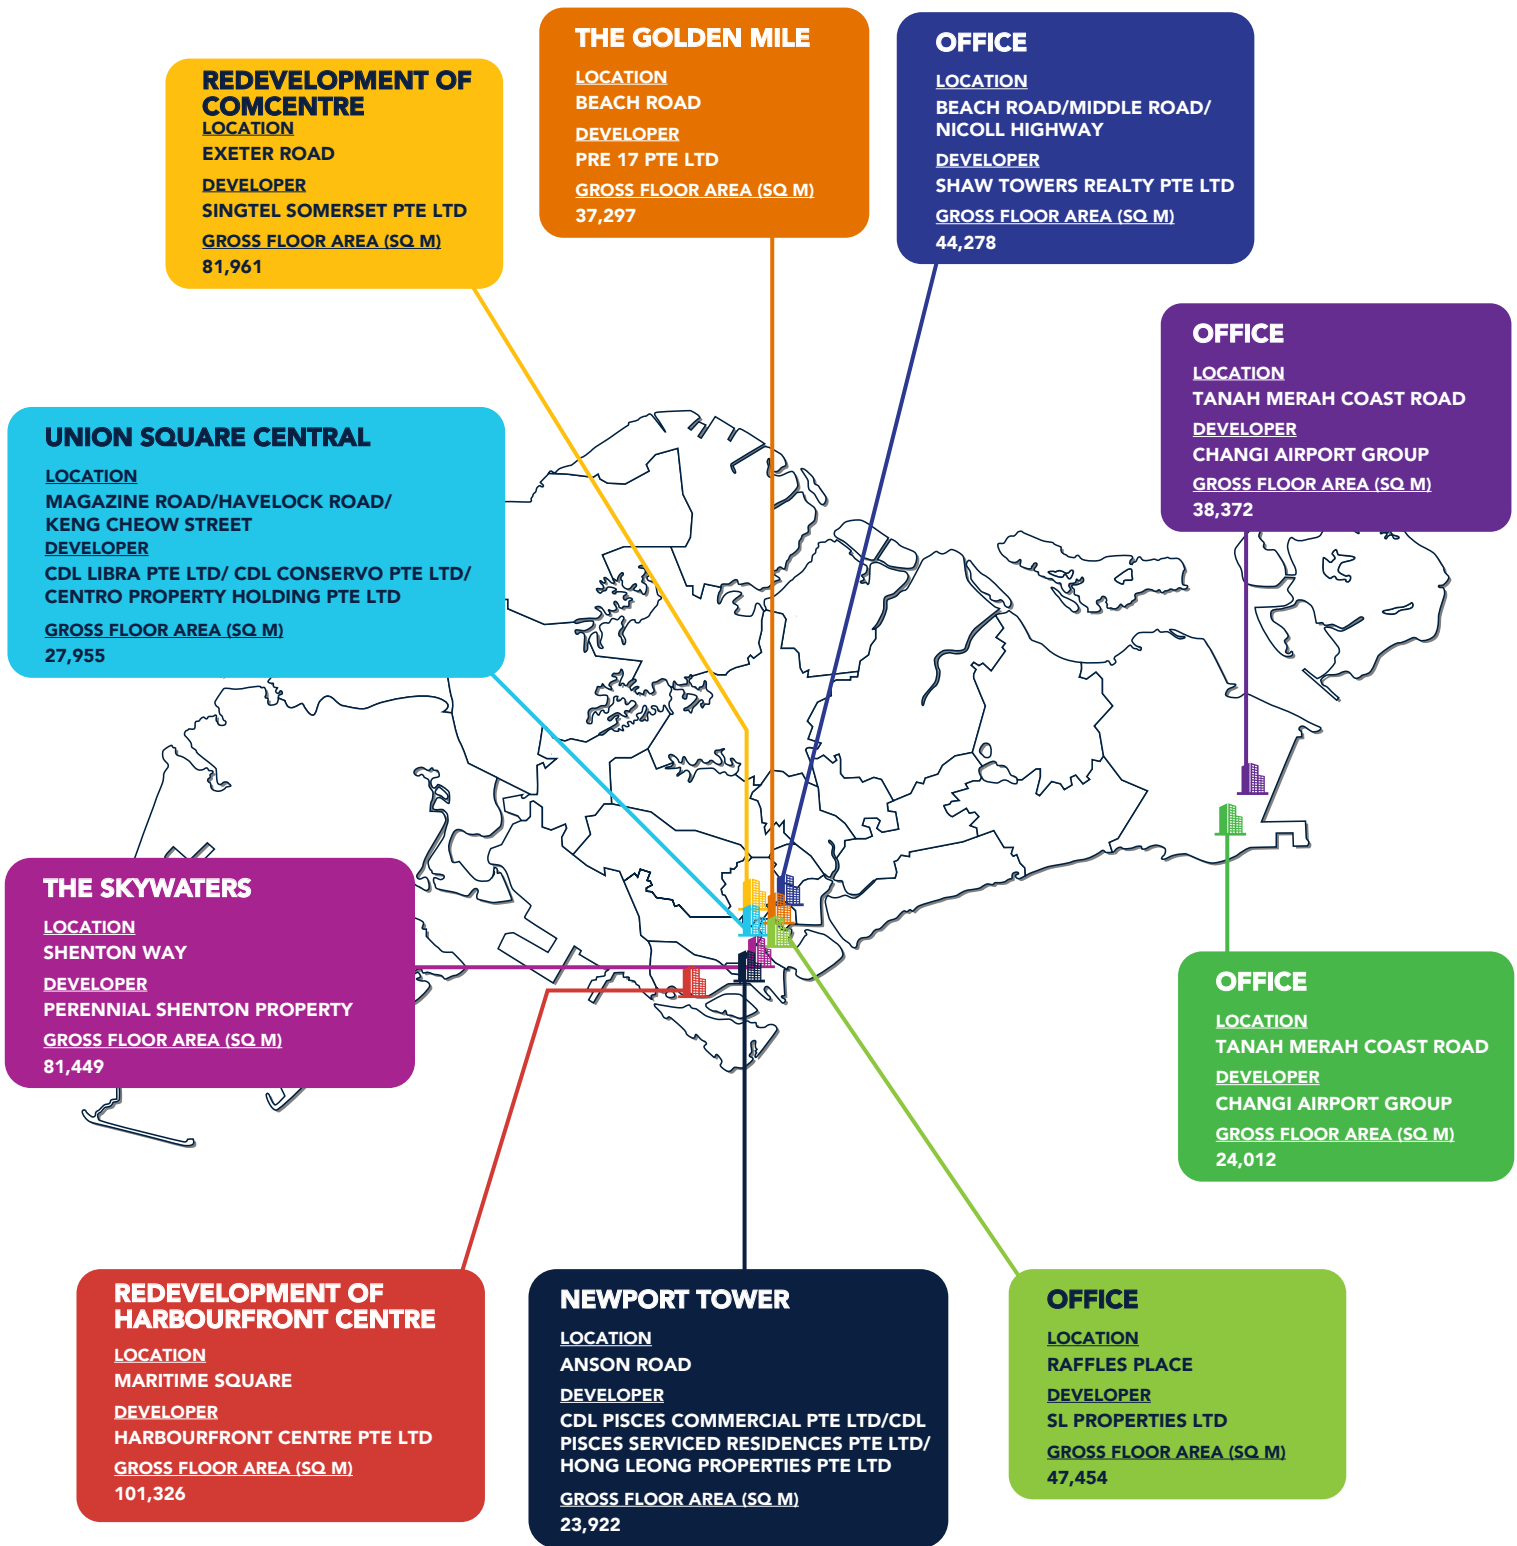 THE GOLDEN MILE
LOCATION
BEACH ROAD
DEVELOPER
PRE 17 PTE LTD
GROSS FLOOR AREA (SQ M)
37,297
OFFICE
LOCATION
BEACH ROAD/MIDDLE ROAD/
NICOLL HIGHWAY
DEVELOPER
SHAW TOWERS REALTY PTE LTD
GROSS FLOOR AREA (SQ M)
44,278
REDEVELOPMENT OF
COMCENTRE
LOCATION
EXETER ROAD
DEVELOPER
SINGTEL SOMERSET PTE LTD
GROSS FLOOR AREA (SQ M)
81,961
OFFICE
LOCATION
TANAH MERAH COAST ROAD
DEVELOPER
CHANGI AIRPORT GROUP
GROSS FLOOR AREA (SQ M)
38,372
UNION SQUARE CENTRAL
LOCATION
MAGAZINE ROAD/HAVELOCK ROAD/
KENG CHEOW STREET
DEVELOPER
CDL LIBRA PTE LTD/ CDL CONSERVO PTE LTD/
CENTRO PROPERTY HOLDING PTE LTD
GROSS FLOOR AREA (SQ M)
27,955
THE SKYWATERS
LOCATION
SHENTON WAY
DEVELOPER
PERENNIAL SHENTON PROPERTY
GROSS FLOOR AREA (SQ M)
81,449
OFFICE
LOCATION
TANAH MERAH COAST ROAD
DEVELOPER
CHANGI AIRPORT GROUP
GROSS FLOOR AREA (SQ M)
24,012
REDEVELOPMENT OF
HARBOURFRONT CENTRE
LOCATION
MARITIME SQUARE
DEVELOPER
HARBOURFRONT CENTRE PTE LTD
GROSS FLOOR AREA (SQ M)
101,326
NEWPORT TOWER
LOCATION
ANSON ROAD
DEVELOPER
CDL PISCES COMMERCIAL PTE LTD/CDL
PISCES SERVICED RESIDENCES PTE LTD/
HONG LEONG PROPERTIES PTE LTD
GROSS FLOOR AREA (SQ M)
23,922
OFFICE
LOCATION
RAFFLES PLACE
DEVELOPER
SL PROPERTIES LTD
GROSS FLOOR AREA (SQ M)
47,454